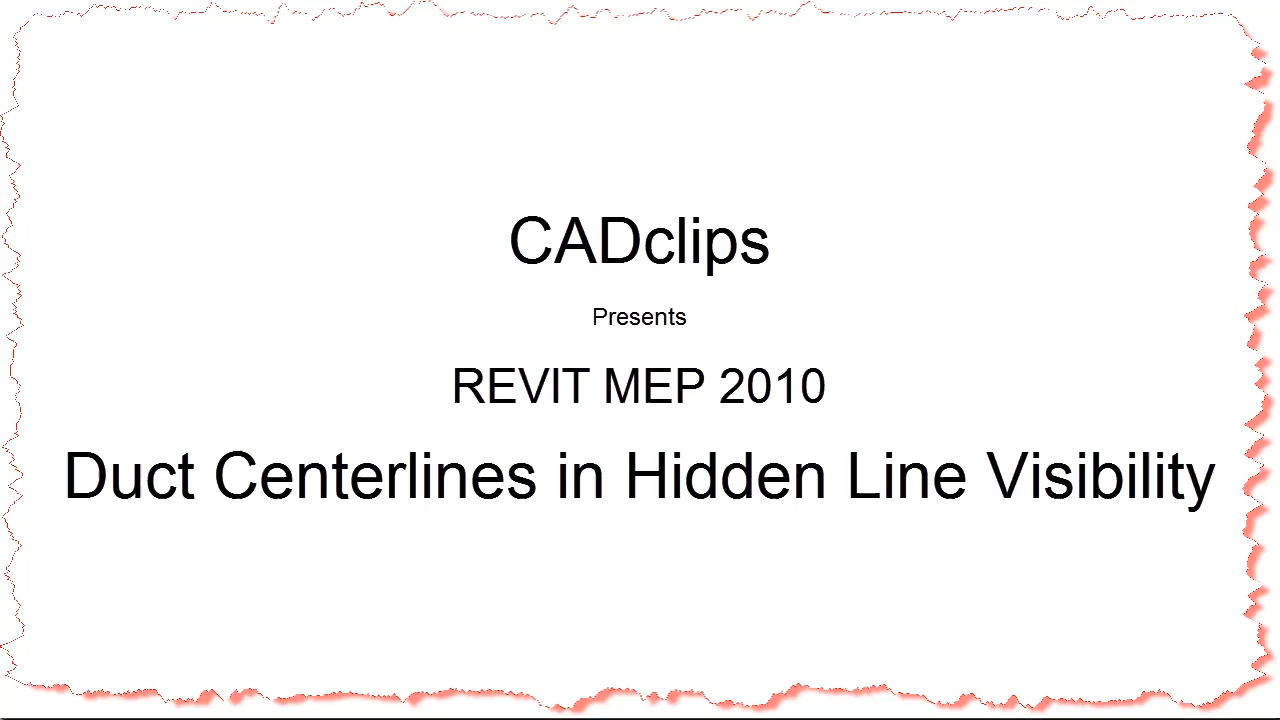 CADclips
Presents
REVIT MEP 2010
Duct Centerlines in Hidden Line Visibility